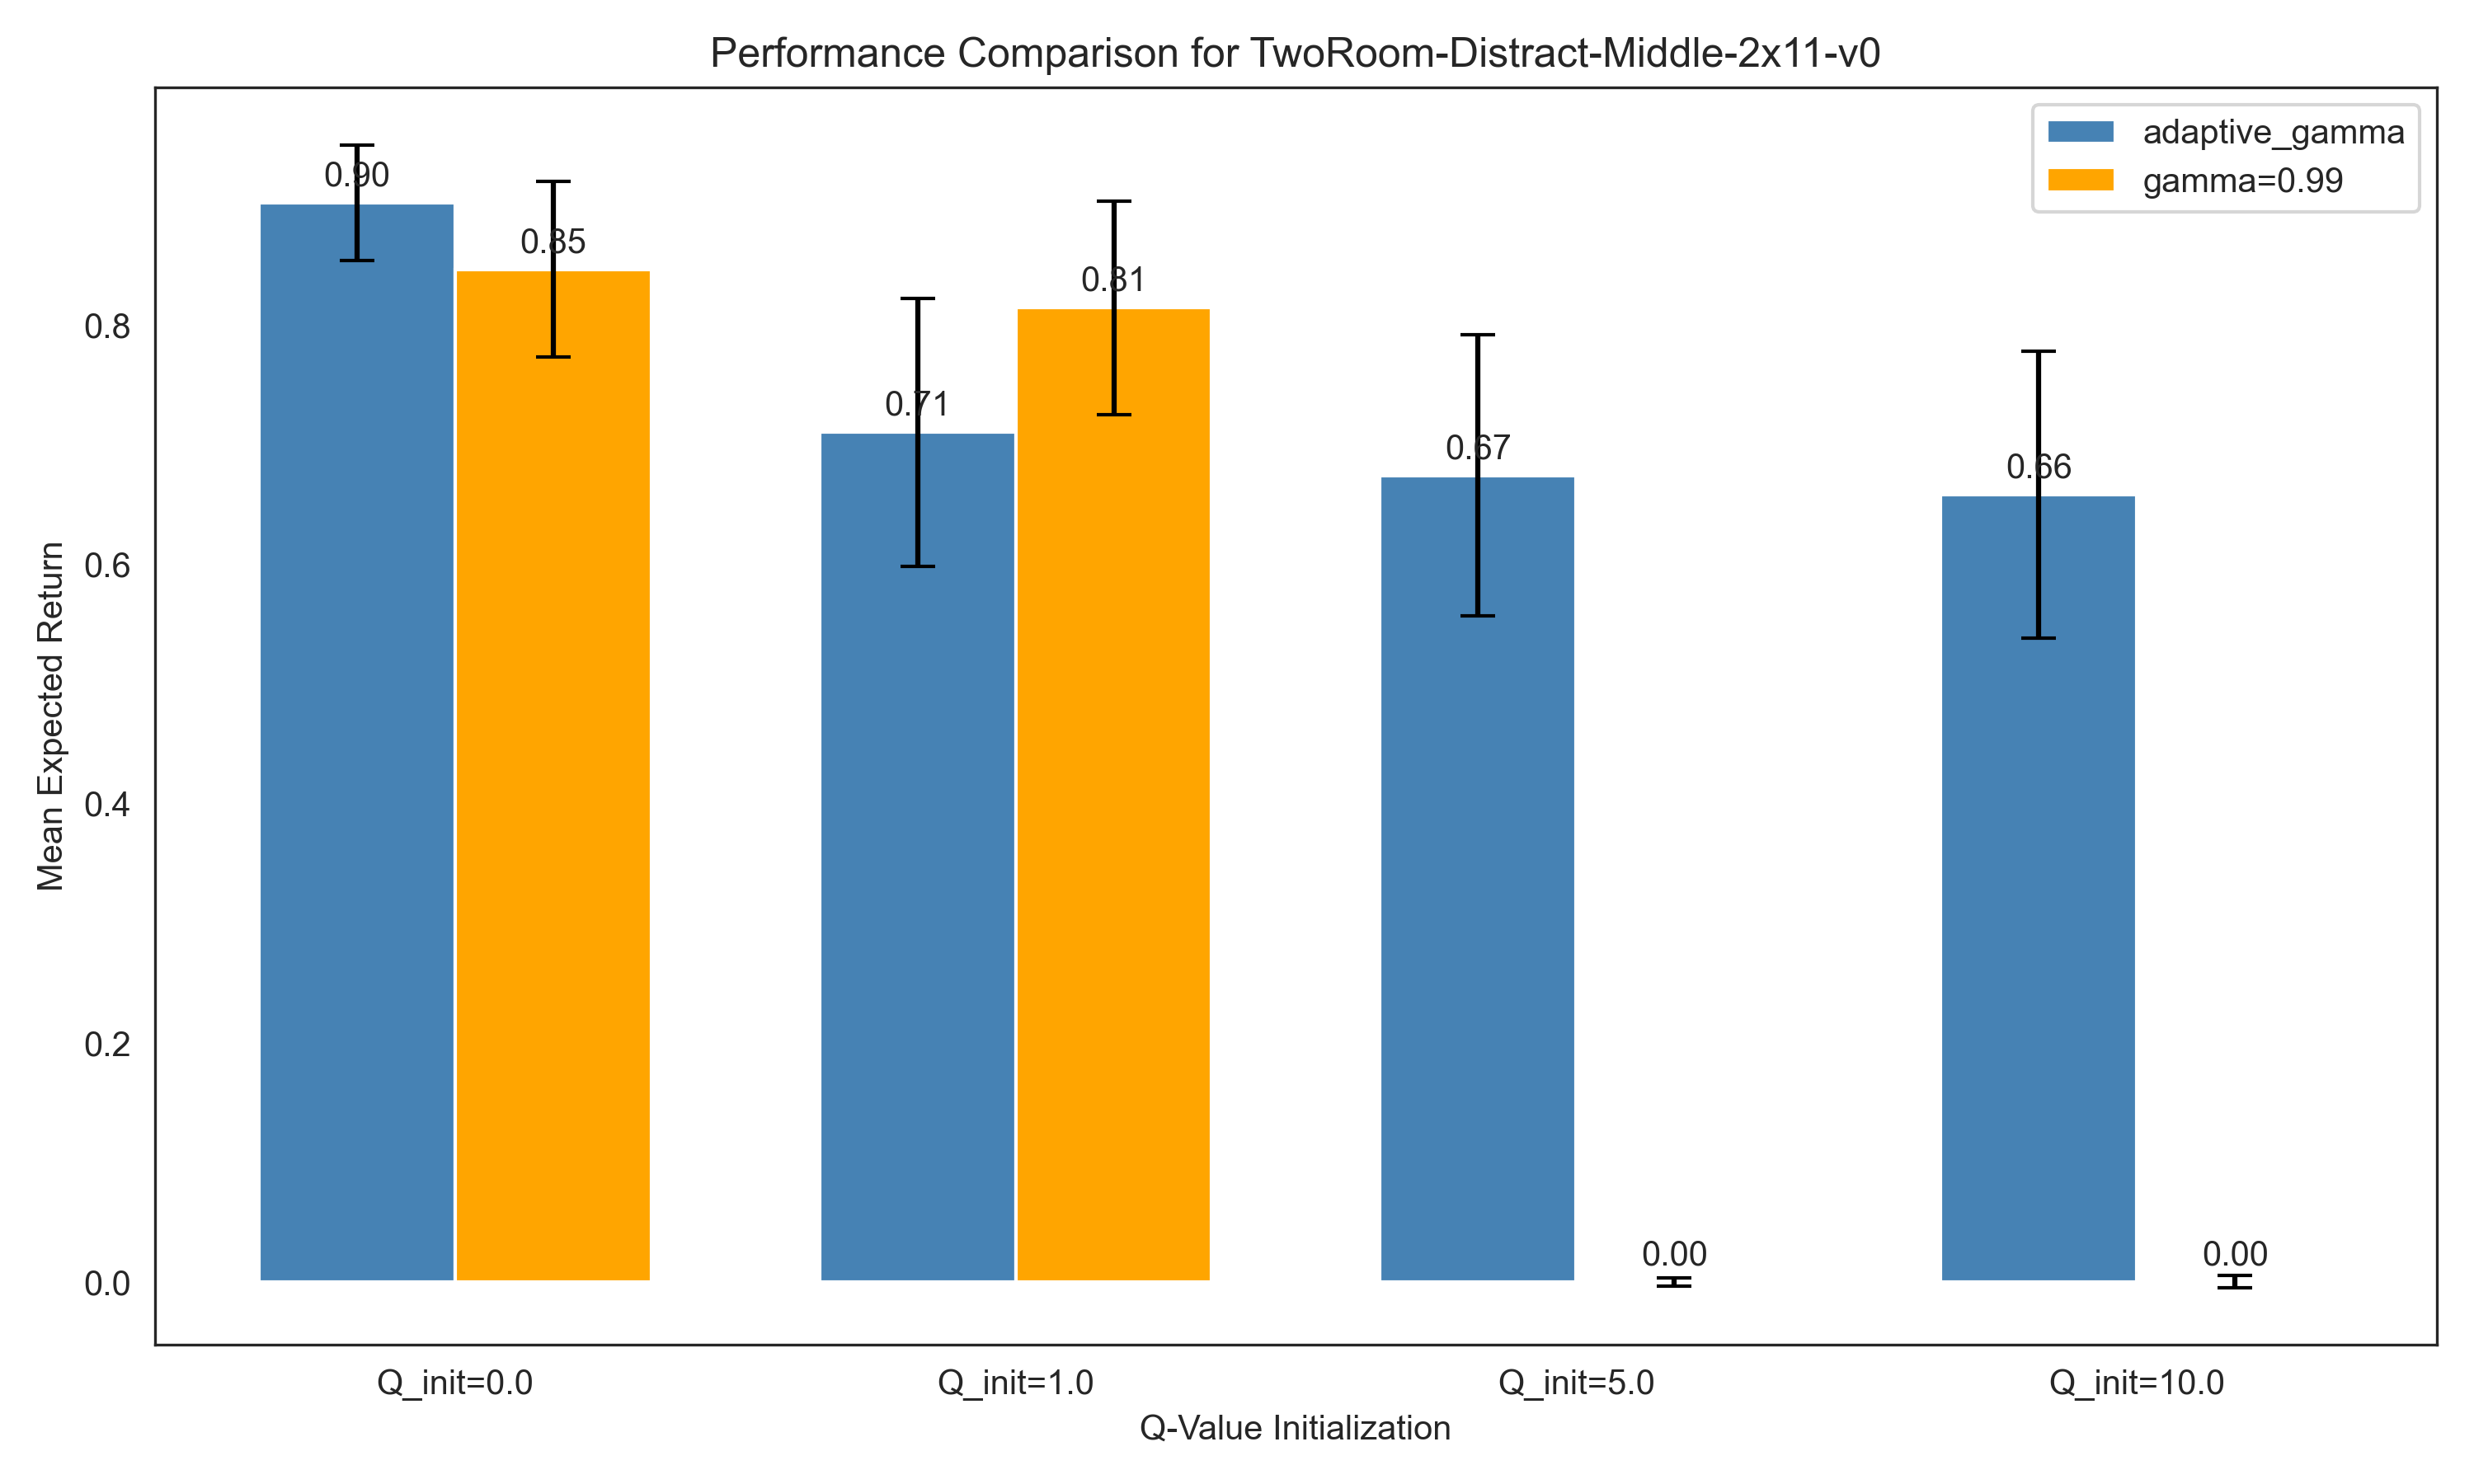 Performance Comparison for TwoRoom-Distract-Middle-2x11-v0
adaptive_gamma
gamma=0.99
Mean Expected Return
0.8
0.6
0.4
0.2
0.0
0.90
0.85
0.71
0.81
0.67
0.00
0.66
0.00
Q_init=0.0
Q_init=1.0
Q_init=5.0
Q_init=10.0
Q-Value Initialization